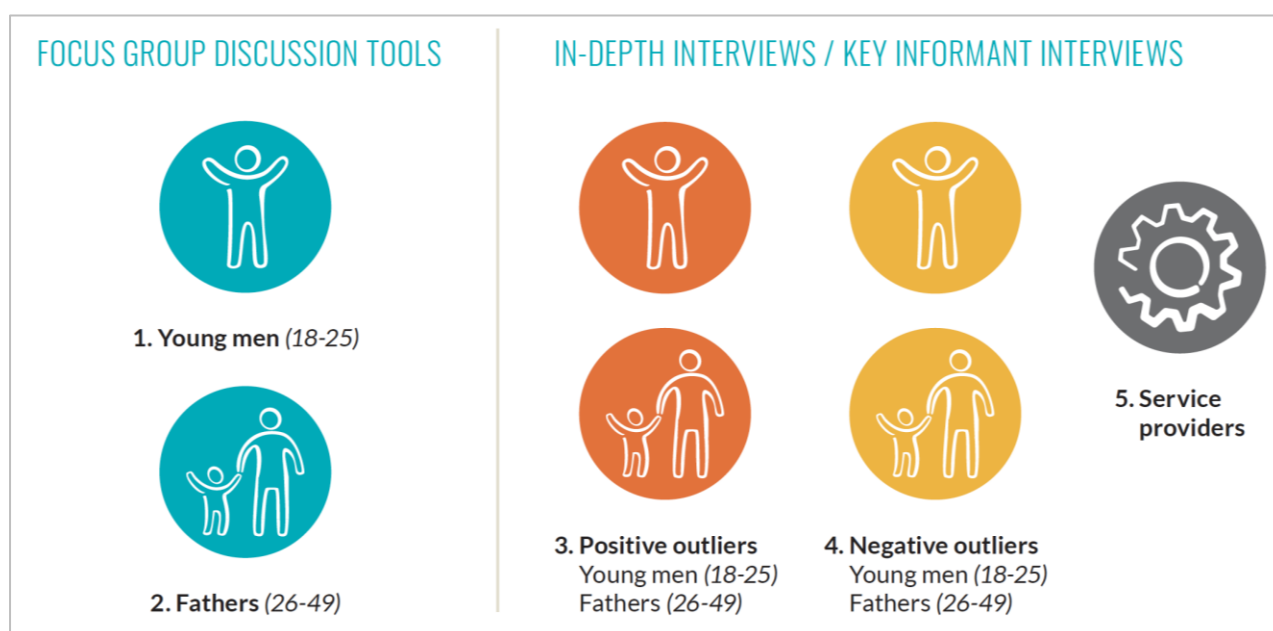 FOCUS GROUP DISCUSSION TOOLS
1. Young men (18-25)
2. Fathers (26-49)
IN-DEPTH INTERVIEWS / KEY INFORMANT INTERVIEWS
3. Positive outliers
Young men (18-25)
Fathers (26-49)
4. Negative outliers
Young men (18-25)
Fathers (26-49)
5. Service
providers